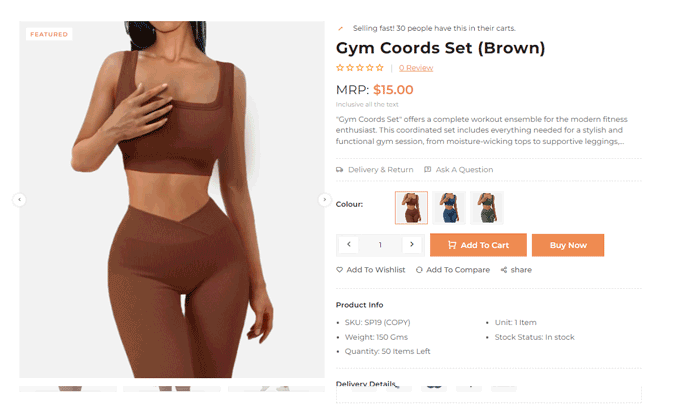 FEATURED
Selling fast! 30 people have this in their carts.
Gym Coords Set (Brown)
0 Review
MRP: $15.00
Inclusive all the text
"Gym Coords Set" offers a complete workout ensemble for the modern fitness
enthusiast. This coordinated set includes everything needed for a stylish and
functional gym session, from moisture-wicking tops to supportive leggings,...
Delivery & Return Ask A Question
Colour:
1 Add To Cart Buy Now
Add To Wishlist Add To Compare share
Product Info
SKU: SP19 (COPY) Unit: 1 Item
Weight: 150 Gms Stock Status: In stock
Quantity: 50 Items Left
Delivery Details